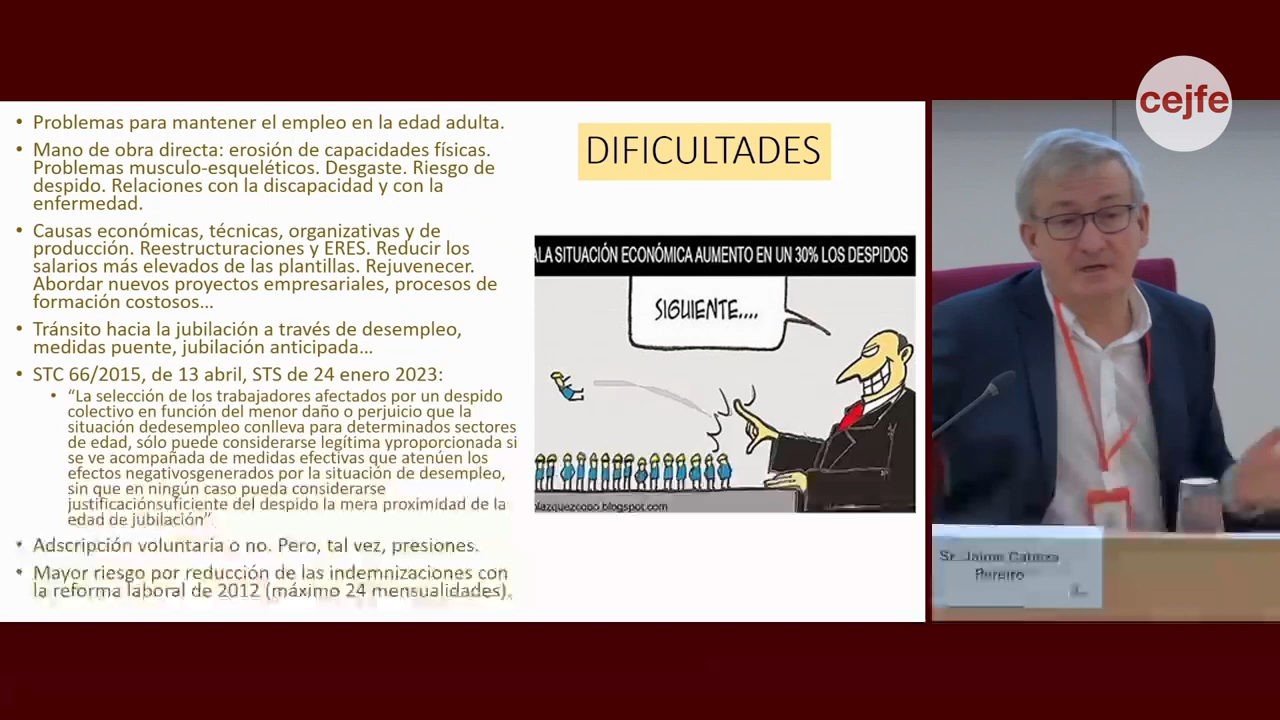 cejfe
• Problemas para mantener el empleo en la edad adulta.
• Mano de obra directa: erosión de capacidades físicas.
Problemas musculo-esqueléticos. Desgaste. Riesgo de
despido. Relaciones con la discapacidad y con la
enfermedad.
• Causas económicas, técnicas, organizativas y de
producción. Reestructuraciones y ERES. Reducir los
salarios más elevados de las plantillas. Rejuvenecer.
Abordar nuevos proyectos empresariales, procesos de
formación costosos…
• Tránsito hacia la jubilación a través de desempleo,
medidas puente, jubilación anticipada…
• STC 66/2015, de 13 abril, STS de 24 enero 2023:
• “La selección de los trabajadores afectados por un despido
colectivo en función del menor daño o perjuicio que la
situación dedesempleo conlleva para determinados sectores
de edad, sólo puede considerarse legítima yproporcionada si
se ve acompañada de medidas efectivas que atenúen los
efectos negativosgenerados por la situación de desempleo,
sin que en ningún caso pueda considerarse
justificaciónsuficiente del despido la mera proximidad de la
edad de jubilación”.
• Adscripción voluntaria o no. Pero, tal vez, presiones.
• Mayor riesgo por reducción de las indemnizaciones con
la reforma laboral de 2012 (máximo 24 mensualidades).
DIFICULTADES
ALA SITUACIÓN ECONÓMICA AUMENTO EN UN 30% LOS DESPIDOS
SIGUIENTE....
Sr. Jaime Cabeza
Pereiro